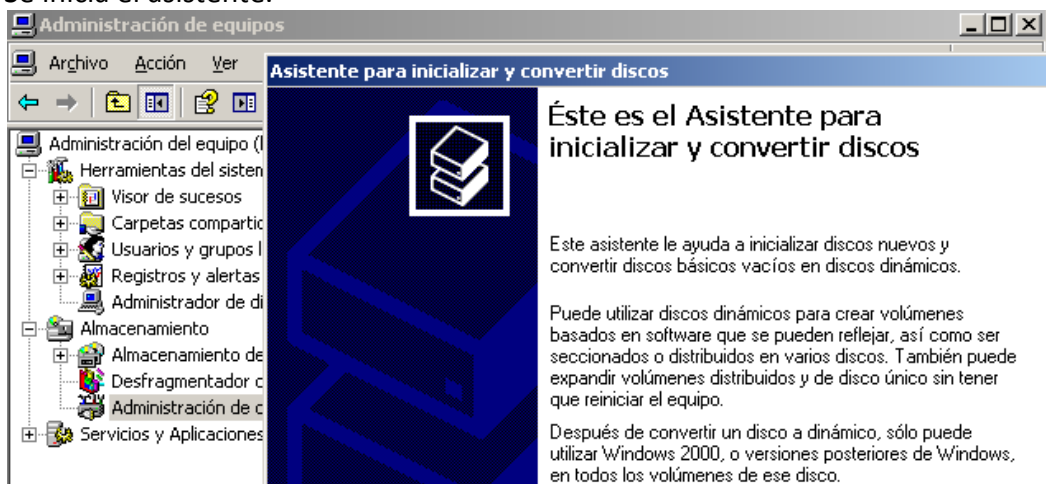 Se inicia el asistente.
Administración de equipos
Archivo Acción Ver
Asistente para inicializar y convertir discos
Administración del equipo (
Herramientas del sisten
Visor de sucesos
Carpetas compartic
Usuarios y grupos l
Registros y alertas
Administrador de di
Almacenamiento
Almacenamiento de
Desfragmentador c
Administración de c
Servicios y Aplicaciones
Éste es el Asistente para
inicializar y convertir discos
Este asistente le ayuda a inicializar discos nuevos y
convertir discos básicos vacíos en discos dinámicos.
Puede utilizar discos dinámicos para crear volúmenes
basados en software que se pueden reflejar, así como ser
seccionados o distribuidos en varios discos. También puede
expandir volúmenes distribuidos y de disco único sin tener
que reiniciar el equipo.
Después de convertir un disco a dinámico, sólo puede
utilizar Windows 2000, o versiones posteriores de Windows,
en todos los volúmenes de ese disco.